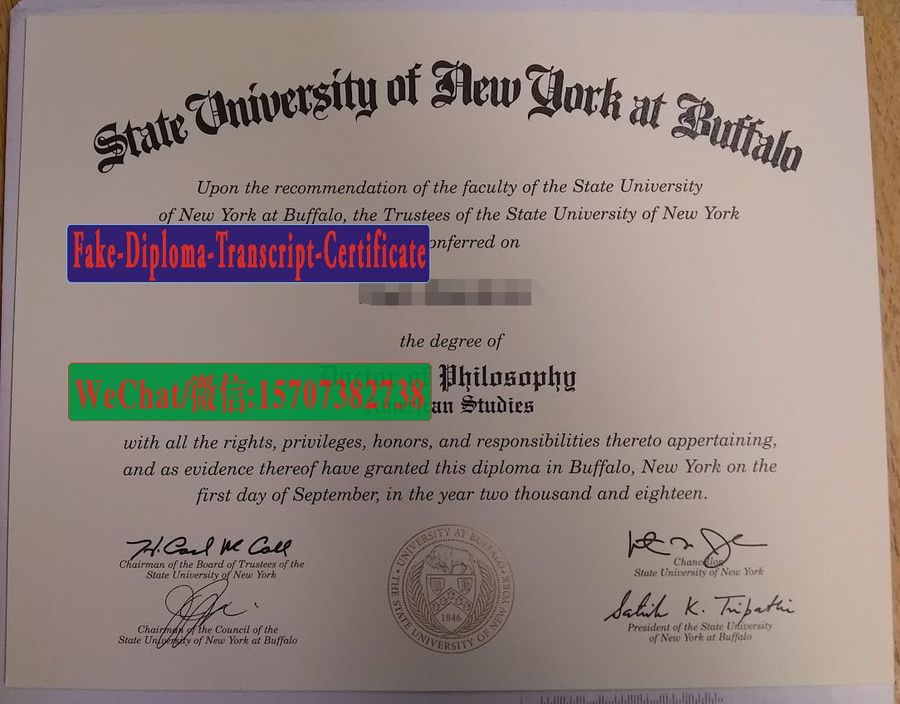 State University of New York at Buffalo
Upon the recommendation of the faculty of the State University
of New York at Buffalo, the Trustees of the State University of New York
Fake-Diploma-Transcript-Certificate
onferred on
the degree of
Doctor of Philosophy
WeChat/微信:15707382738
American Studies
with all the rights, privileges, honors, and responsibilities thereto appertaining,
and as evidence thereof have granted this diploma in Buffalo, New York on the
first day of September, in the year two thousand and eighteen.
H. Carl McCall
Chairman of the Board of Trustees of the
State University of New York
Chancellor
State University of New York
Chairman of the Council of the
State University of New York at Buffalo
Satish K. Tripathi
President of the State University
of New York at Buffalo
UNIVERSITY AT BUFFALO
THE STATE UNIVERSITY OF NEW YORK
1846